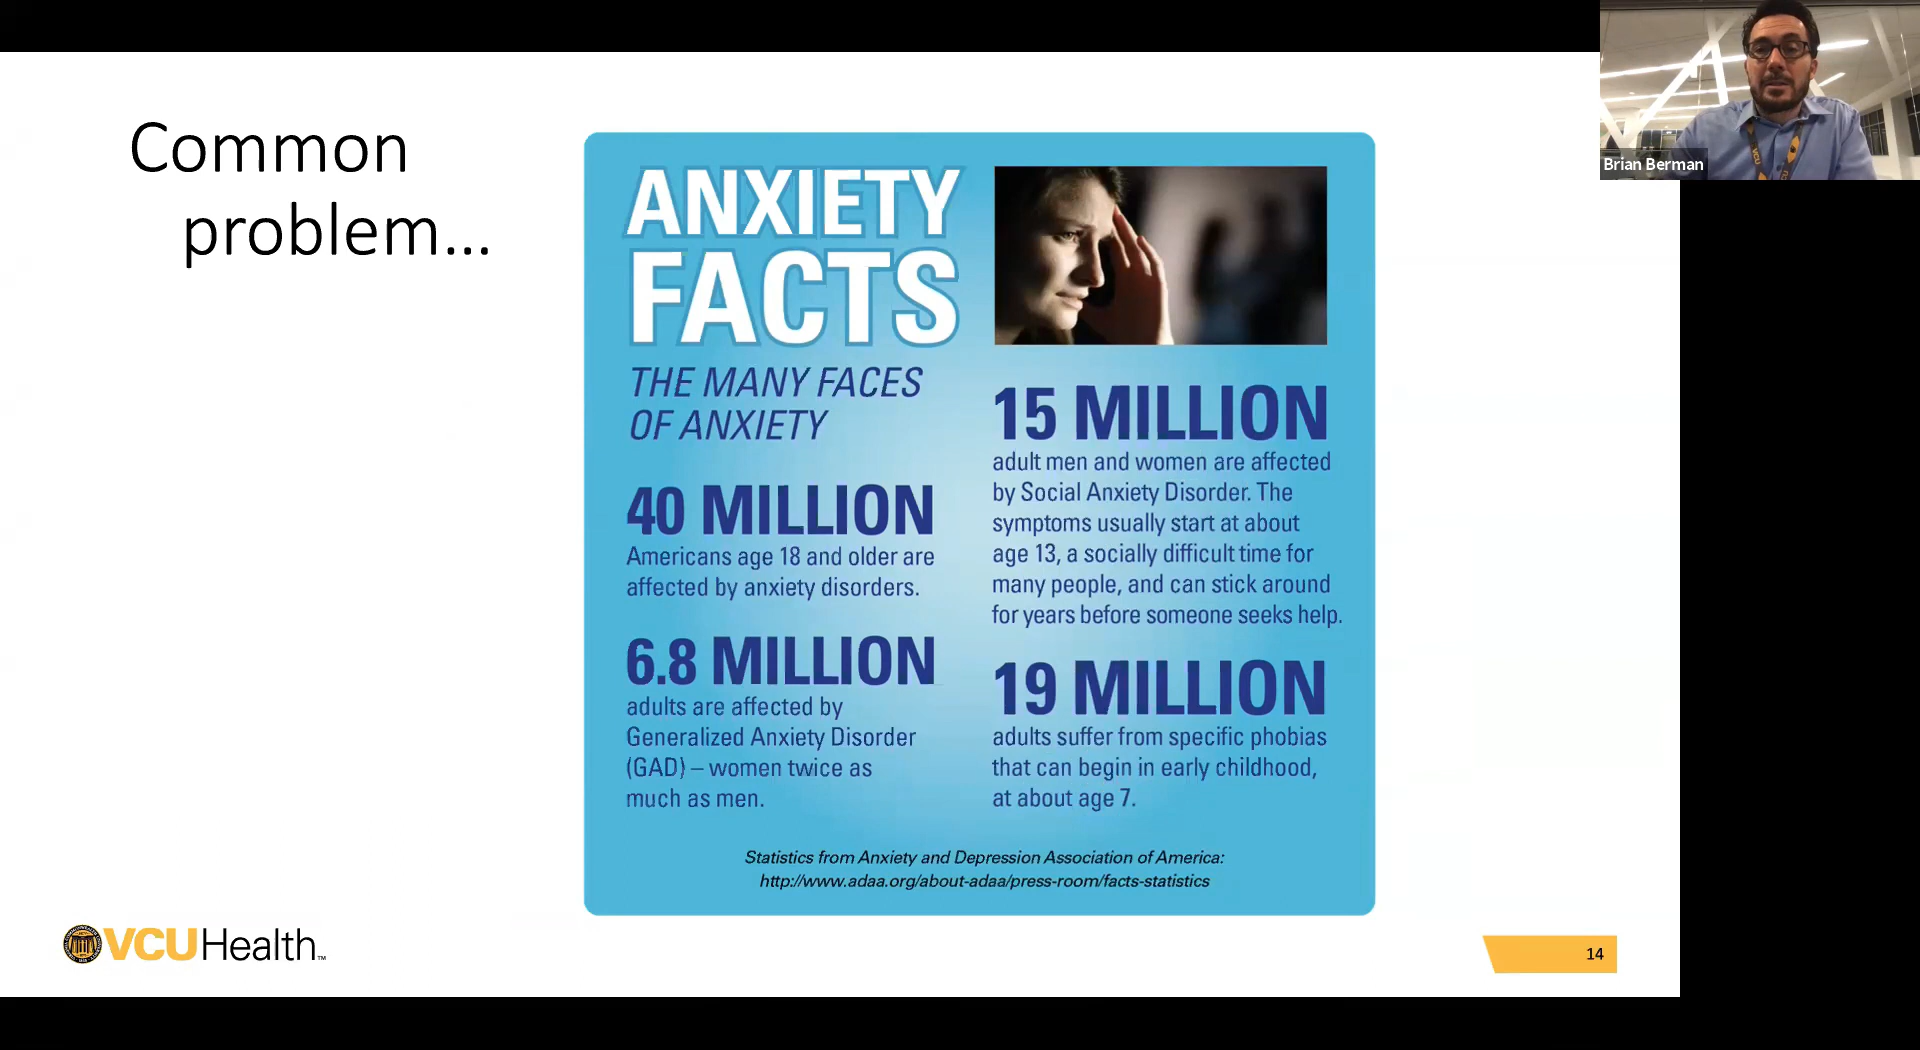 Common
problem...
ANXIETY
FACTS
THE MANY FACES
OF ANXIETY
40 MILLION
Americans age 18 and older are
affected by anxiety disorders.
6.8 MILLION
adults are affected by
Generalized Anxiety Disorder
(GAD) – women twice as
much as men.
15 MILLION
adult men and women are affected
by Social Anxiety Disorder. The
symptoms usually start at about
age 13, a socially difficult time for
many people, and can stick around
for years before someone seeks help.
19 MILLION
adults suffer from specific phobias
that can begin in early childhood,
at about age 7.
Statistics from Anxiety and Depression Association of America:
http://www.adaa.org/about-adaa/press-room/facts-statistics
VCUHealth™
14
Brian Berman
VCU